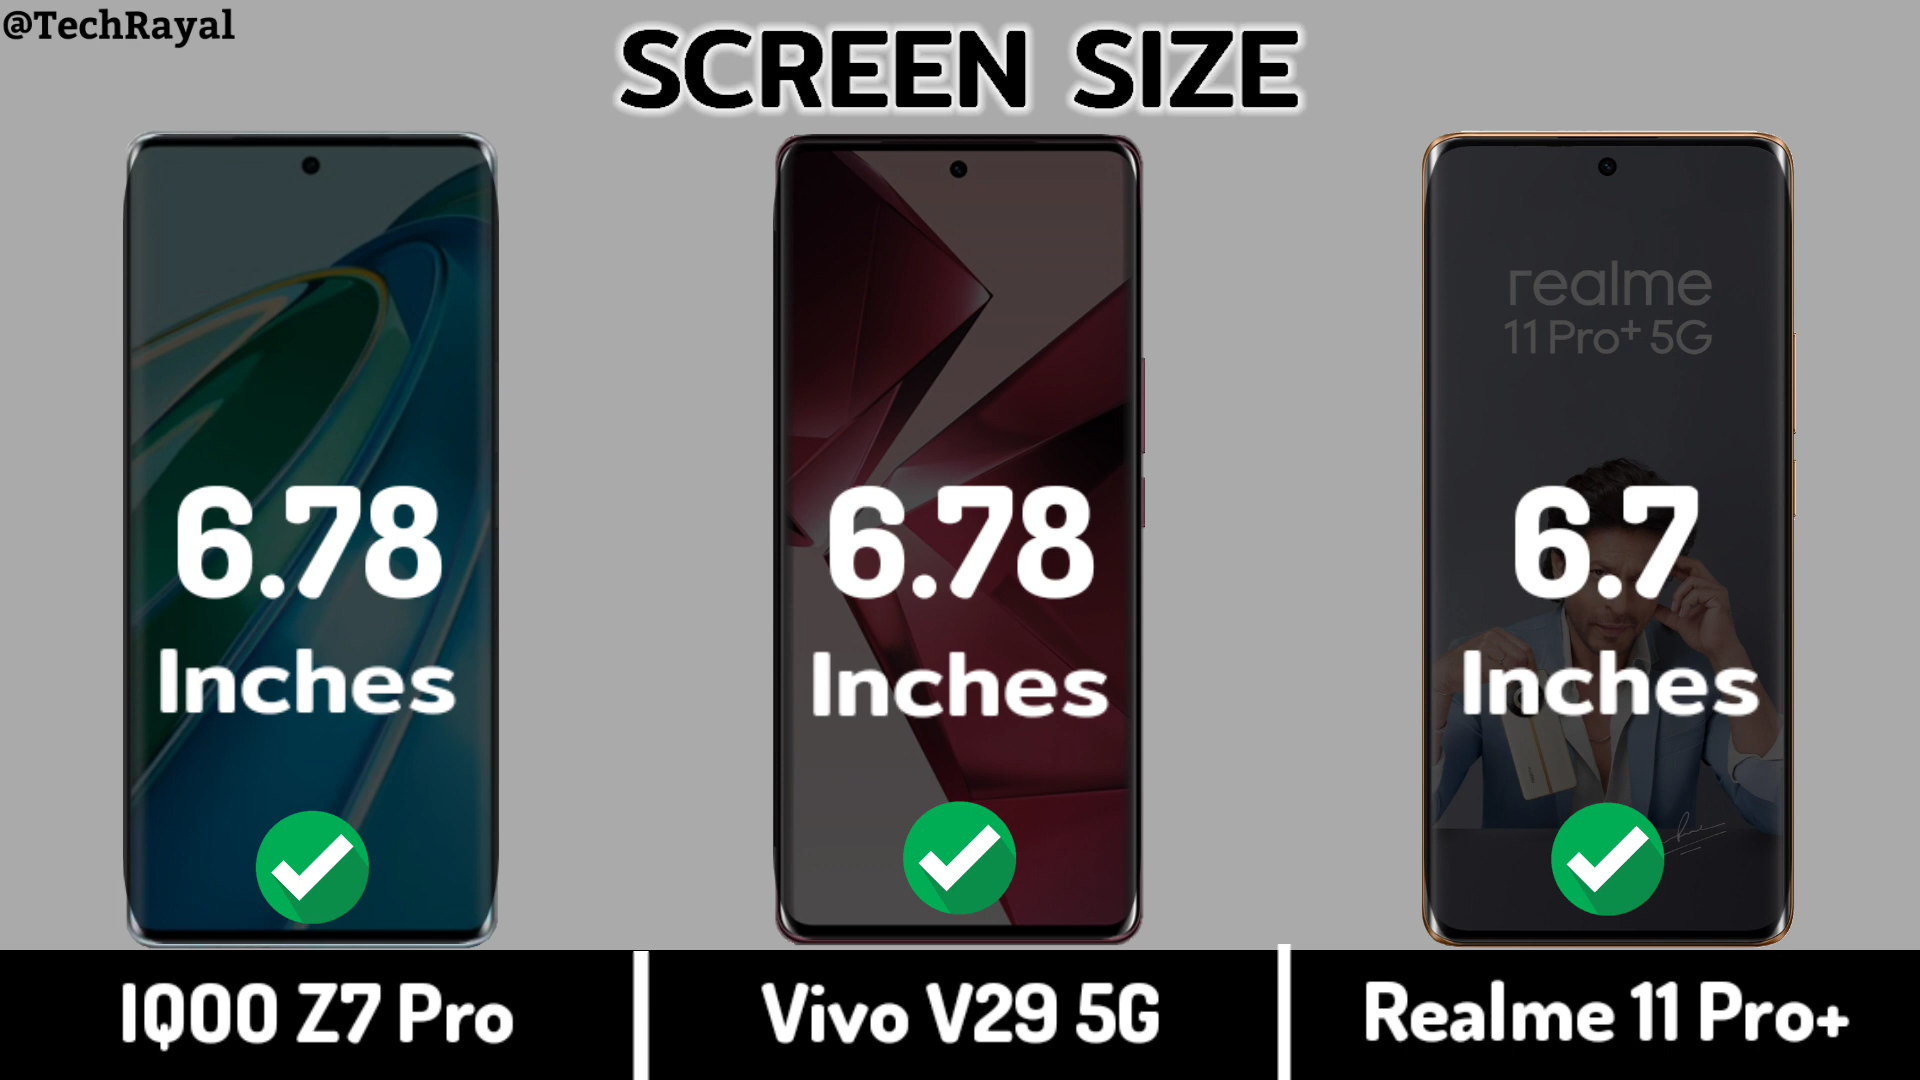 @TechRayal
SCREEN SIZE
realme
11 Pro+ 5G
6.78
Inches
6.78
Inches
6.7
Inches
IQOO Z7 Pro
Vivo V29 5G
Realme 11 Pro+